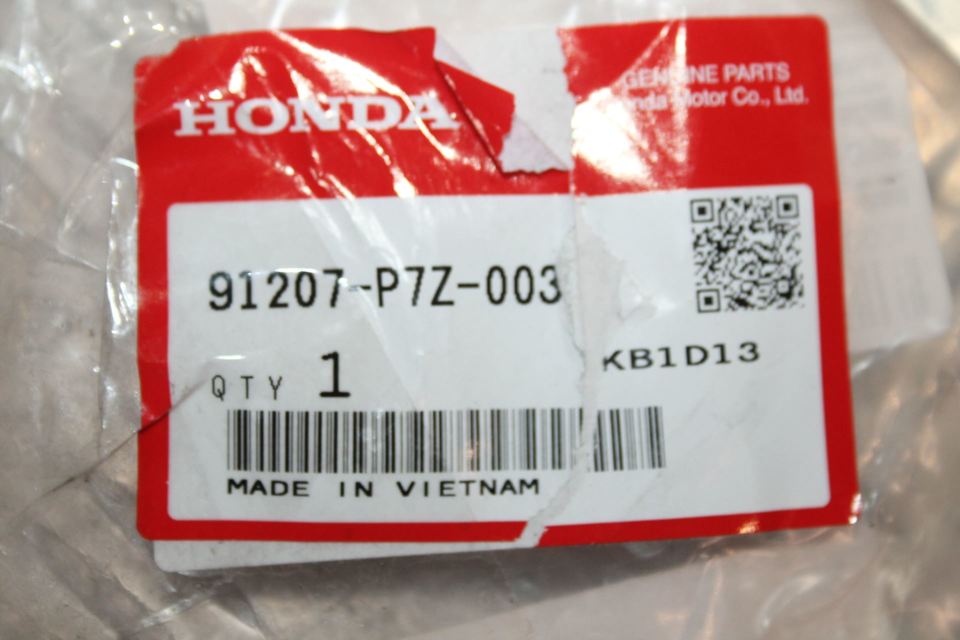 HONDA
GENUINE PARTS
Honda Motor Co., Ltd.
91207-P7Z-003
KB1D13
QTY 1
MADE IN VIETNAM